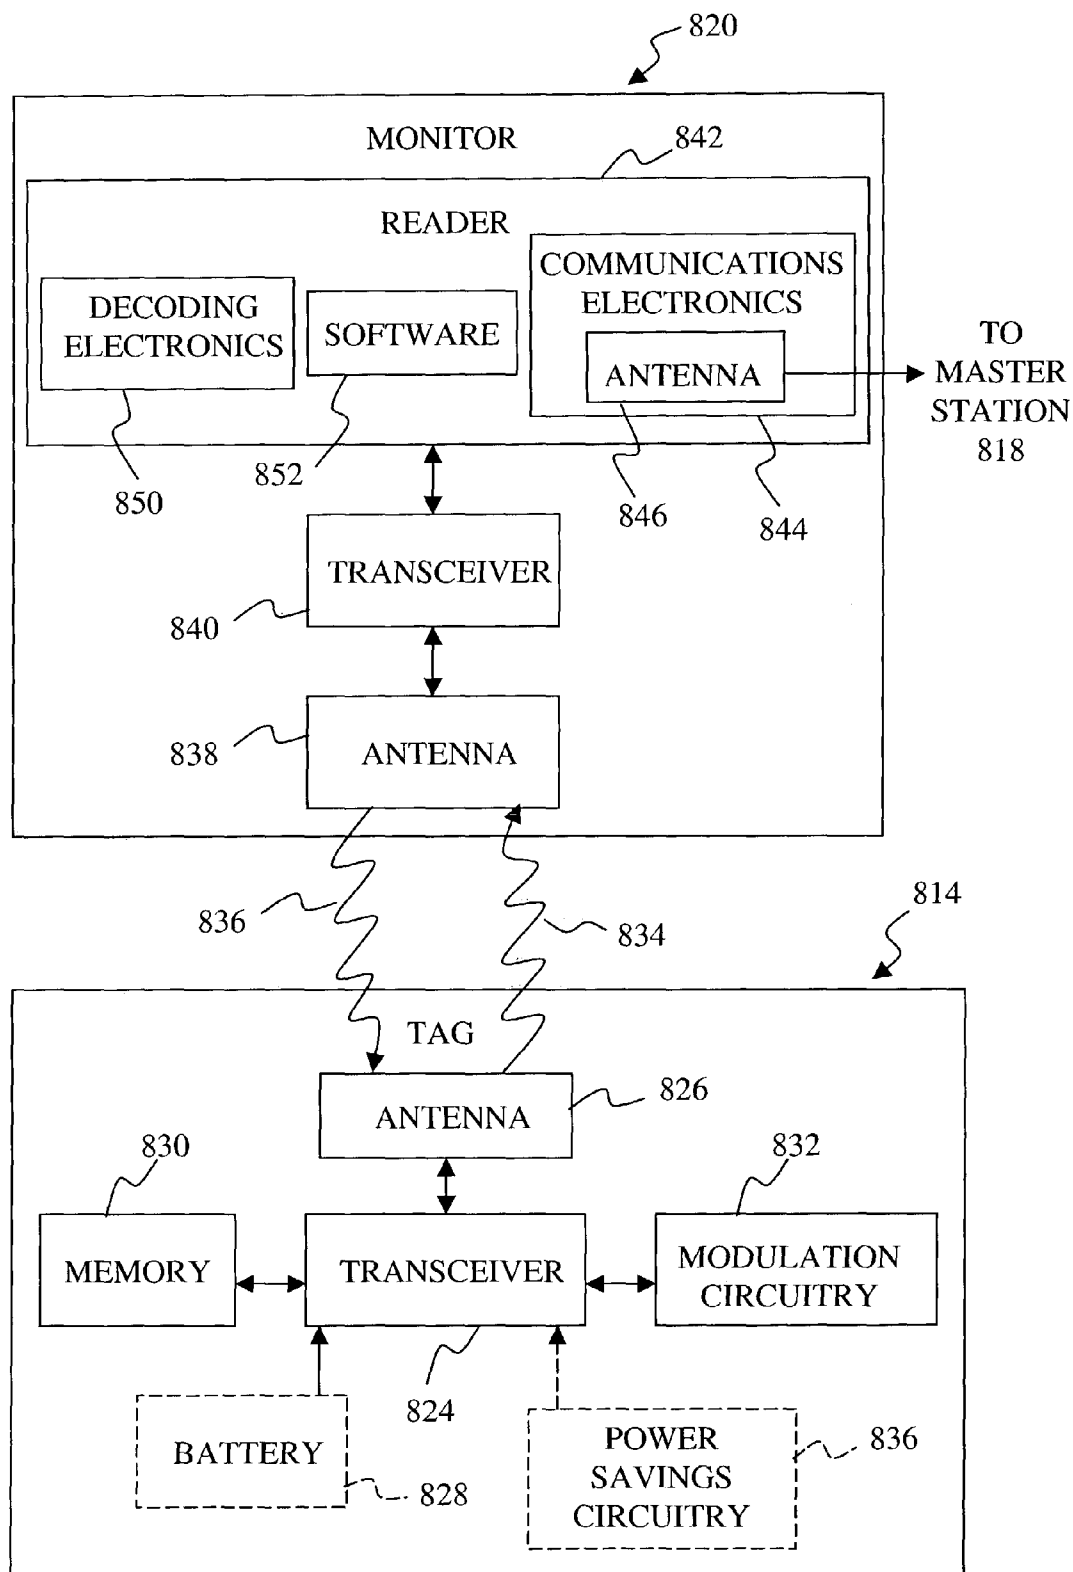 820
MONITOR
842
READER
COMMUNICATIONS
ELECTRONICS
DECODING
ELECTRONICS
SOFTWARE
ANTENNA
TO
MASTER
STATION
818
850
852
846
844
TRANSCEIVER
840
838
ANTENNA
836
834
814
TAG
ANTENNA
826
830
832
MEMORY
TRANSCEIVER
MODULATION
CIRCUITRY
824
BATTERY
828
POWER
SAVINGS
CIRCUITRY
836